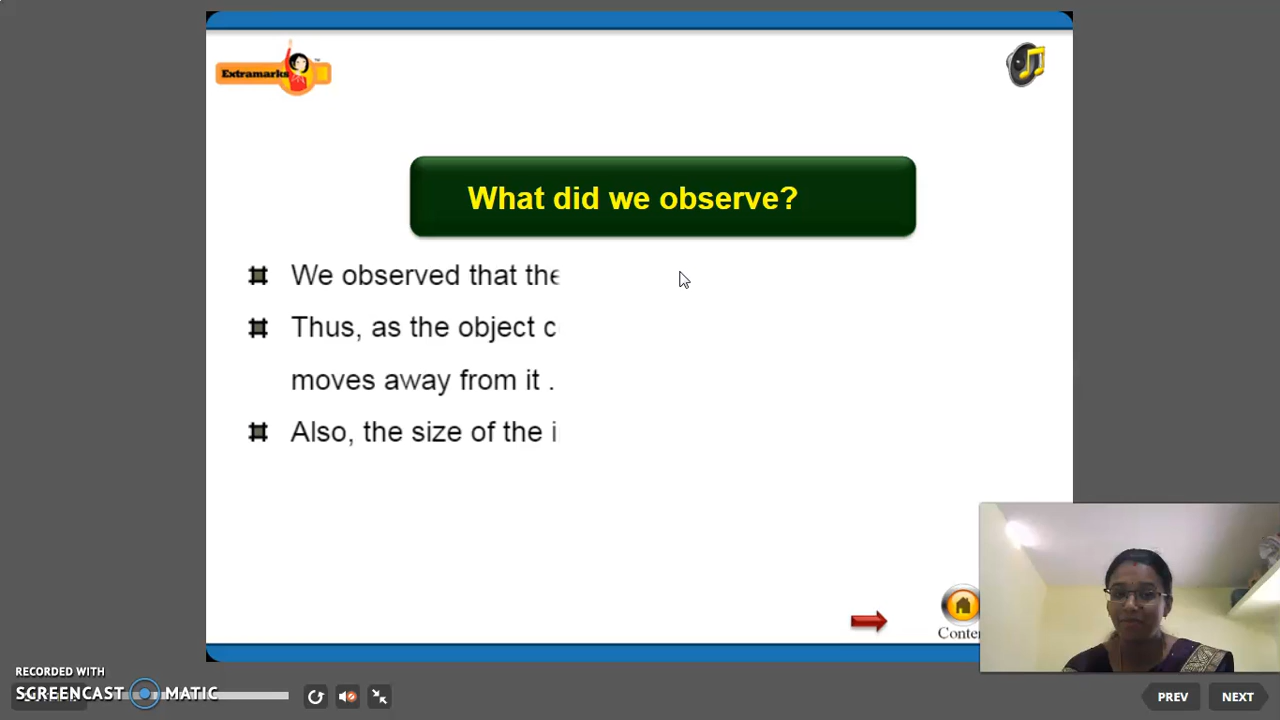 Extramarks
What did we observe?
We observed that the
Thus, as the object c
moves away from it .
Also, the size of the i
Conte
RECORDED WITH
SCREENCAST MATIC
PREV
NEXT